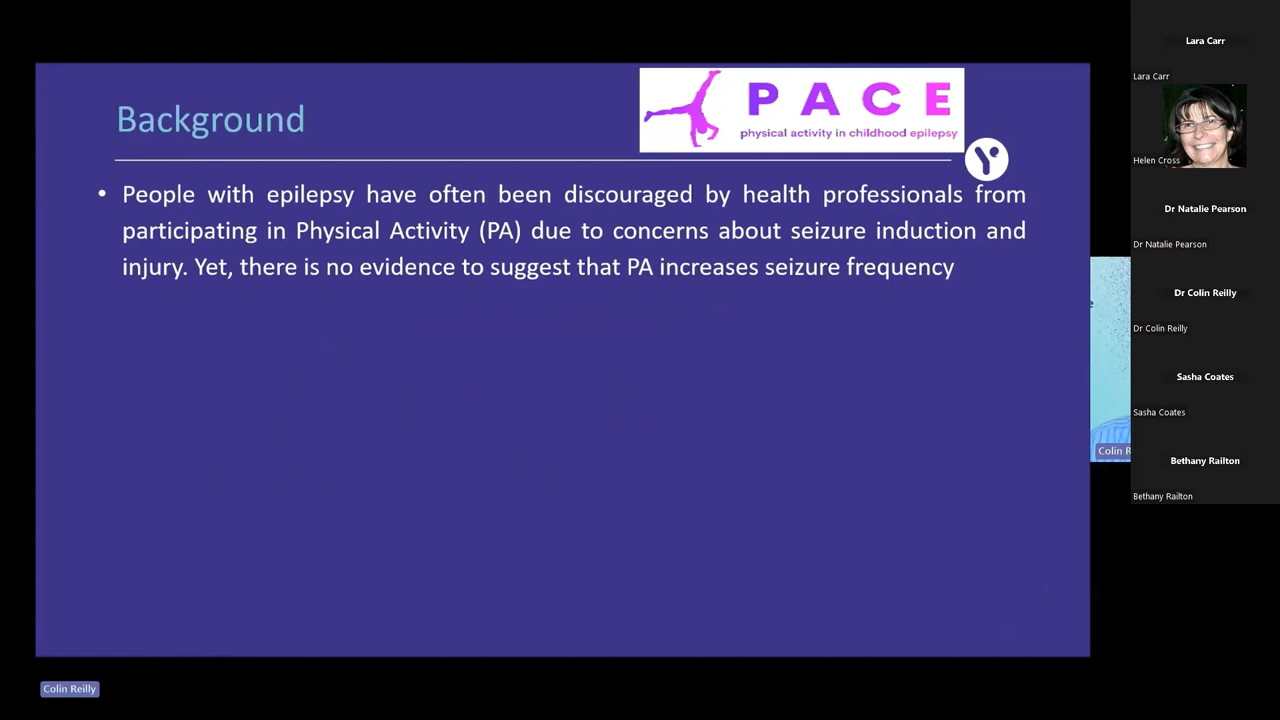 Background
P A C E
physical activity in childhood epilepsy
• People with epilepsy have often been discouraged by health professionals from
participating in Physical Activity (PA) due to concerns about seizure induction and
injury. Yet, there is no evidence to suggest that PA increases seizure frequency
Colin Reilly
Colin R
Lara Carr
Lara Carr
Helen Cross
Dr Natalie Pearson
Dr Natalie Pearson
Dr Colin Reilly
Dr Colin Reilly
Sasha Coates
Sasha Coates
Bethany Railton
Bethany Railton